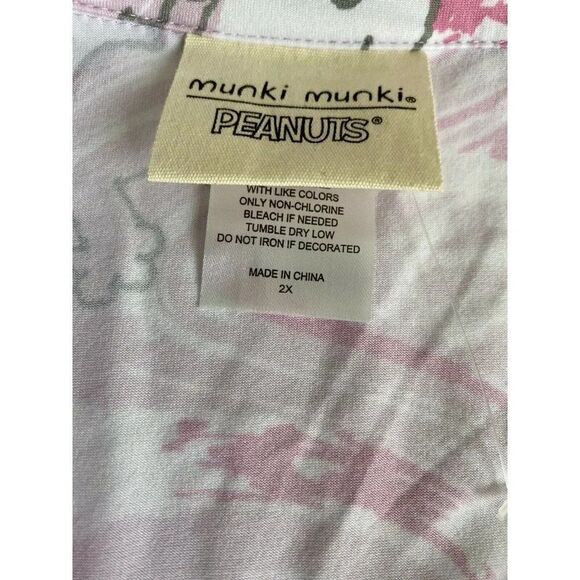 munki munki®
PEANUTS®
WITH LIKE COLORS
ONLY NON-CHLORINE
BLEACH IF NEEDED
TUMBLE DRY LOW
DO NOT IRON IF DECORATED
MADE IN CHINA
2X